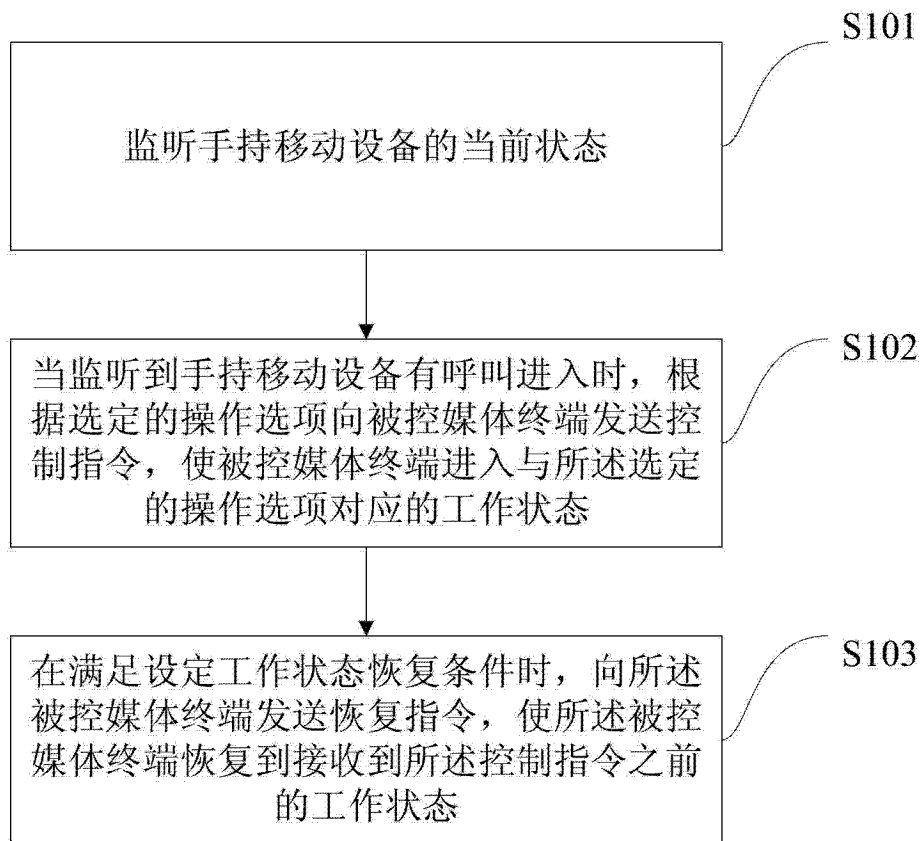 S101
监听手持移动设备的当前状态
S102
当监听到手持移动设备有呼叫进入时，根
据选定的操作选项向被控媒体终端发送控
制指令，使被控媒体终端进入与所述选定
的操作选项对应的工作状态
S103
在满足设定工作状态恢复条件时，向所述
被控媒体终端发送恢复指令，使所述被控
媒体终端恢复到接收到所述控制指令之前
的工作状态